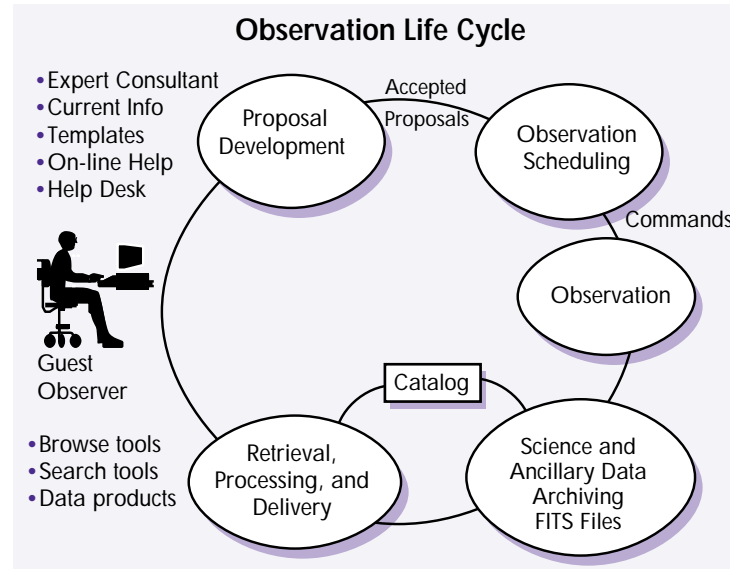 Observation Life Cycle
•Expert Consultant
•Current Info
•Templates
•On-line Help
•Help Desk
Proposal
Development
Accepted
Proposals
Observation
Scheduling
Commands
Observation
Guest
Observer
Catalog
•Browse tools
•Search tools
•Data products
Retrieval,
Processing, and
Delivery
Science and
Ancillary Data
Archiving
FITS Files